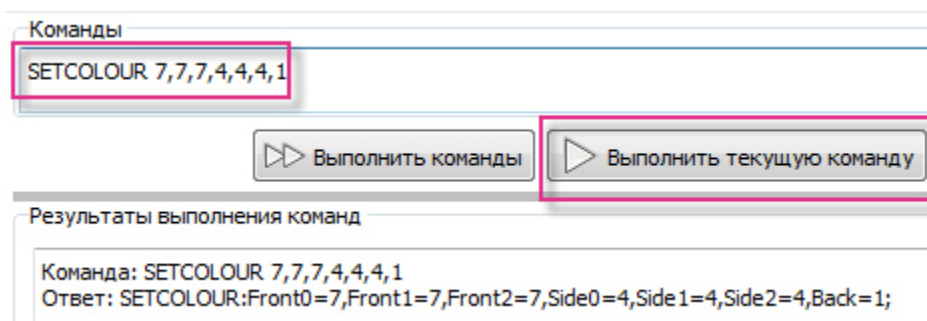 Команды
SETCOLOUR 7,7,7,4,4,4,1
Выполнить команды
Выполнить текущую команду
Результаты выполнения команд
Команда: SETCOLOUR 7,7,7,4,4,4,1
Ответ: SETCOLOUR:Front0=7,Front1=7,Front2=7,Side0=4,Side1=4,Side2=4,Back=1;